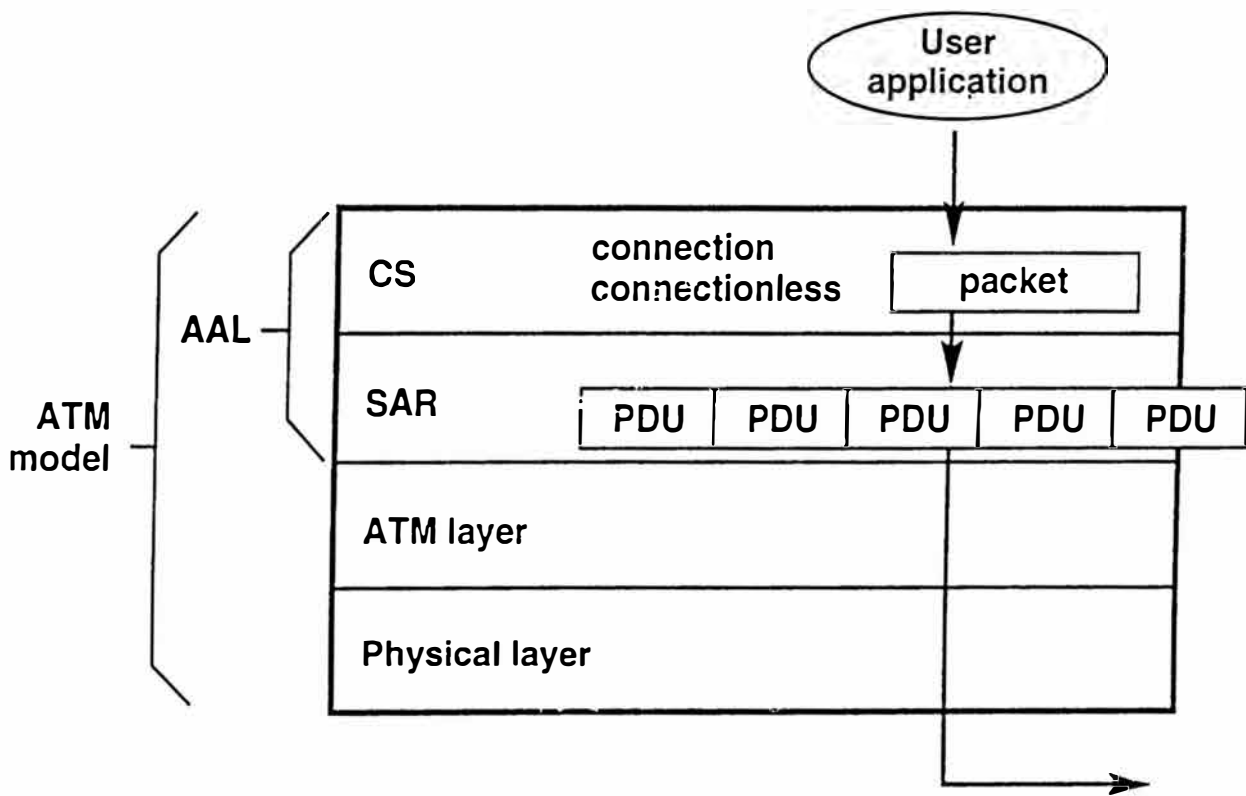 User
application
CS
connection
connectionless
packet
AAL
SAR
PDU PDU PDU PDU PDU
ATM
model
ATM layer
Physical layer